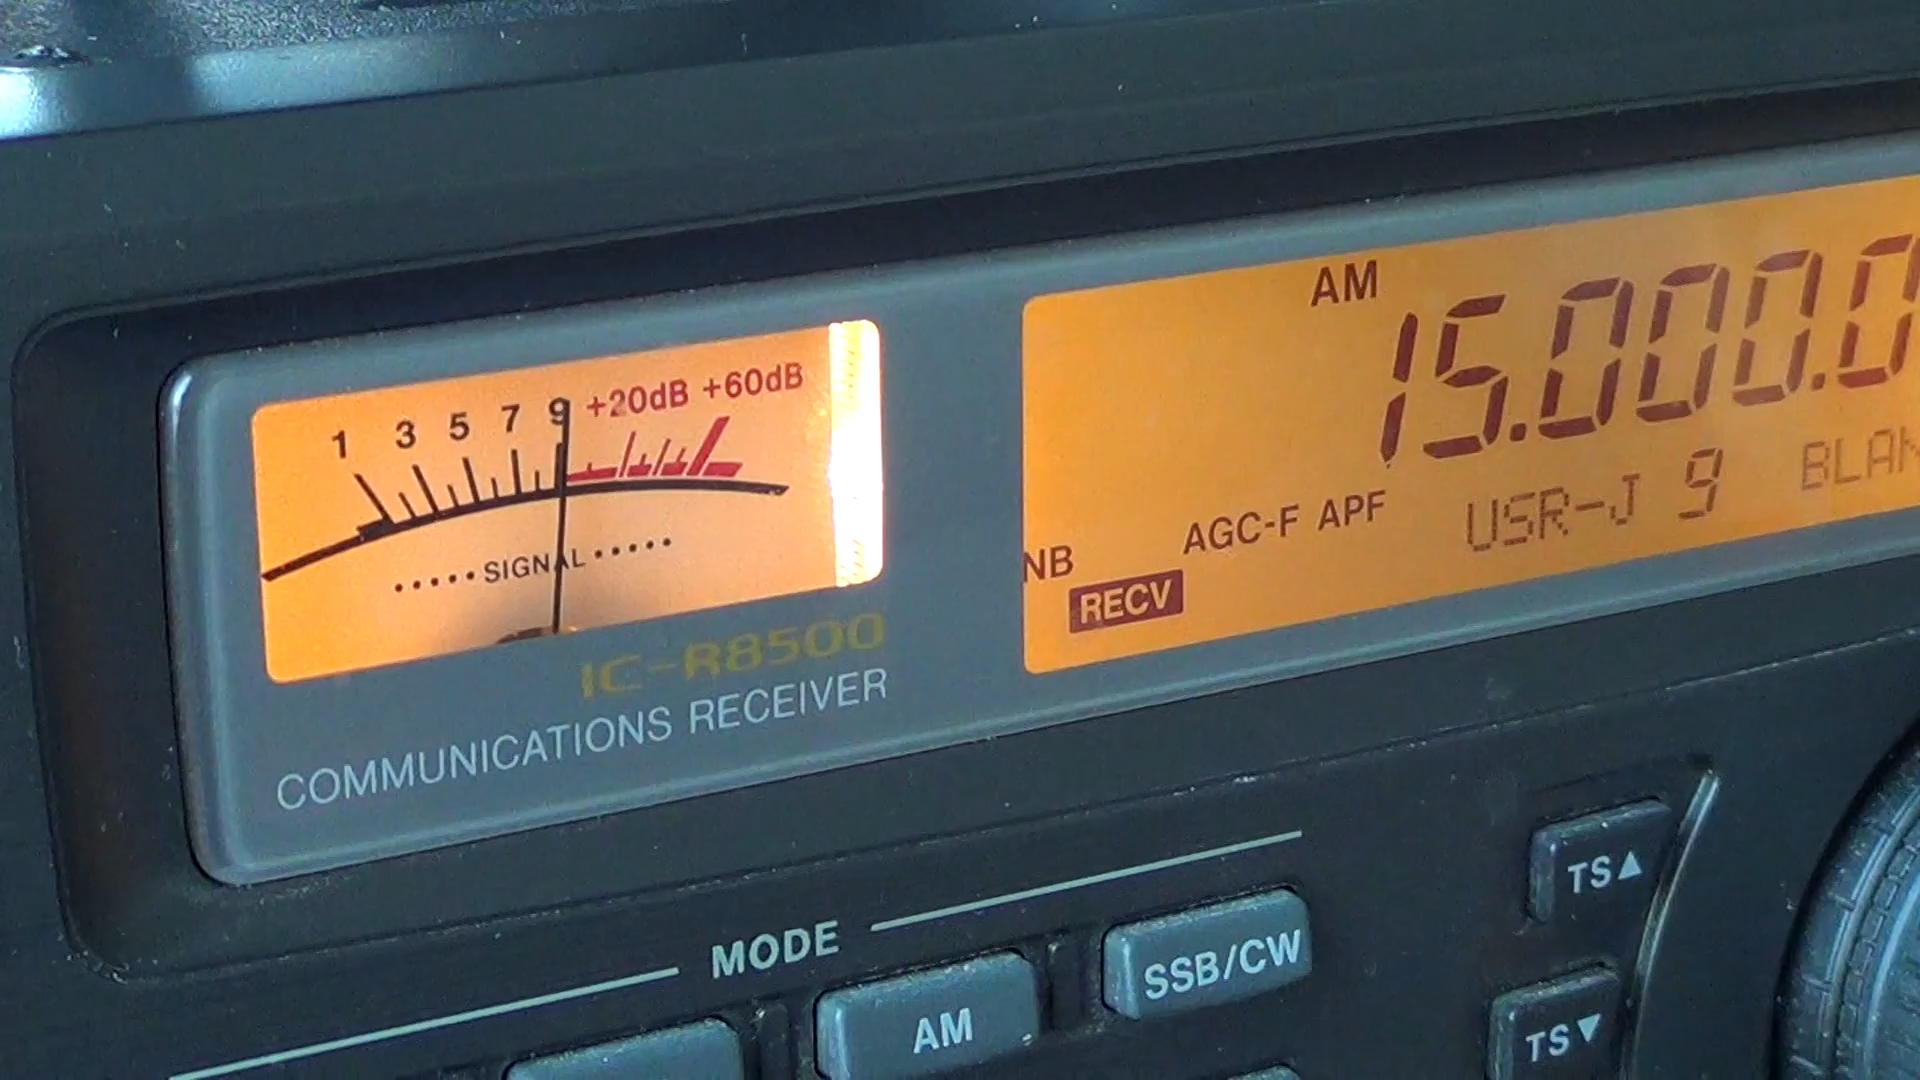 1 3 5 7 9 +20dB +60dB
SIGNAL
IC-R8500
COMMUNICATIONS RECEIVER
AM
15.000.0
AGC-F APF USR-J 9
NB
RECV
MODE
AM
SSB/CW
TS▲
TS▼